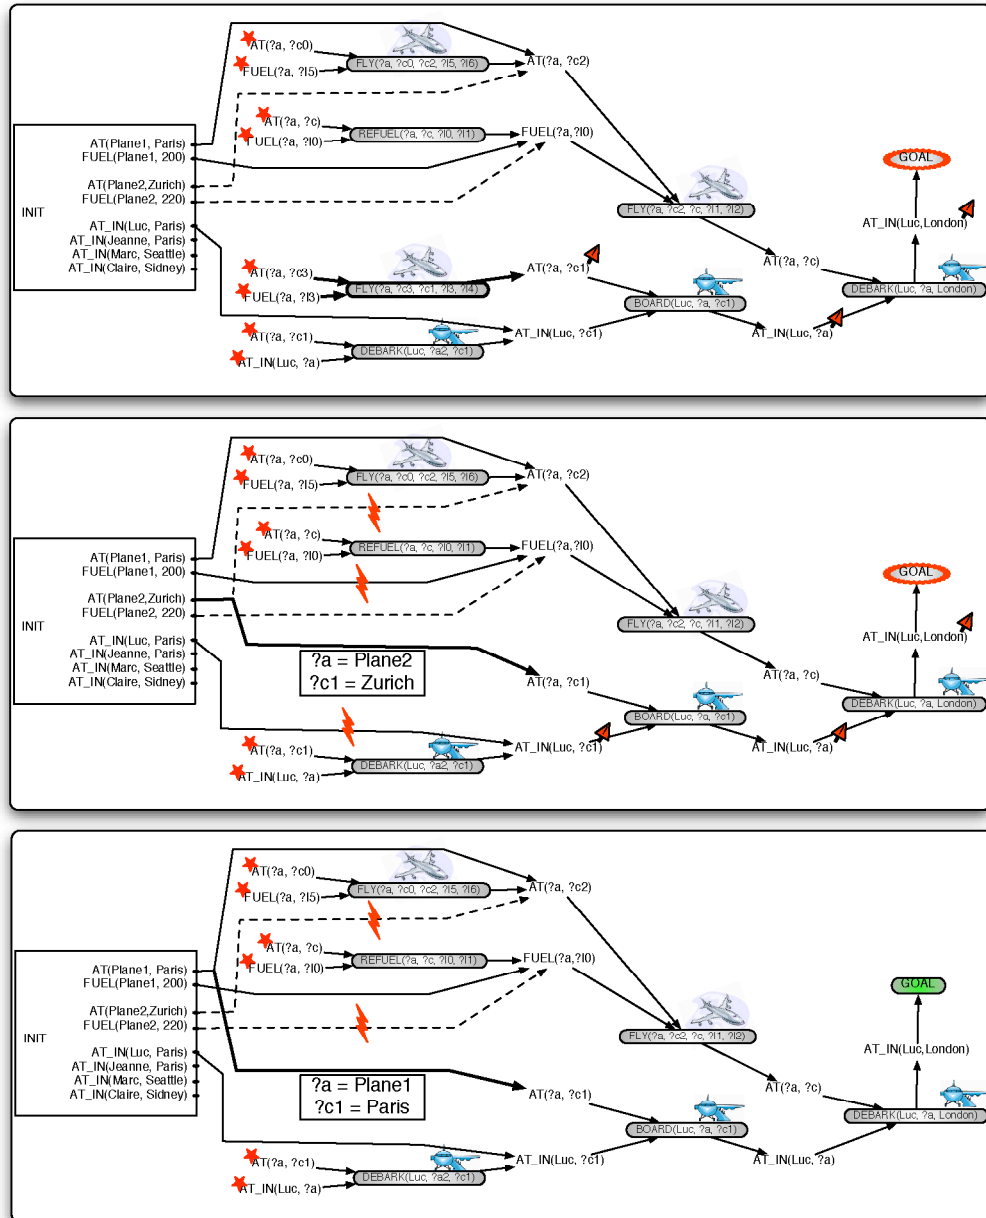 AT(?a, ?c0)
FUEL(?a, ?l5)
FLY(?a, ?c0, ?c2, ?l5, ?l6)
AT(?a, ?c2)
AT(?a, ?c)
FUEL(?a, ?l0)
REFUEL(?a, ?c, ?l0, ?l1)
FUEL(?a,?l0)
INIT
AT(Plane1, Paris)
FUEL(Plane1, 200)
AT(Plane2,Zurich)
FUEL(Plane2, 220)
AT_IN(Luc, Paris)
AT_IN(Jeanne, Paris)
AT_IN(Marc, Seattle)
AT_IN(Claire, Sidney)
FLY(?a, ?c2, ?c, ?l1, ?l2)
GOAL
AT_IN(Luc,London)
AT(?a, ?c)
DEBARK(Luc, ?a, London)
AT(?a, ?c3)
FUEL(?a, ?l3)
FLY(?a, ?c3, ?c1, ?l3, ?l4)
AT(?a, ?c1)
BOARD(Luc, ?a, ?c1)
AT(?a, ?c1)
AT_IN(Luc, ?a)
DEBARK(Luc, ?a2, ?c1)
AT_IN(Luc, ?c1)
AT_IN(Luc, ?a)
AT(?a, ?c0)
FUEL(?a, ?l5)
FLY(?a, ?c0, ?c2, ?l5, ?l6)
AT(?a, ?c2)
AT(?a, ?c)
FUEL(?a, ?l0)
REFUEL(?a, ?c, ?l0, ?l1)
FUEL(?a,?l0)
INIT
AT(Plane1, Paris)
FUEL(Plane1, 200)
AT(Plane2,Zurich)
FUEL(Plane2, 220)
AT_IN(Luc, Paris)
AT_IN(Jeanne, Paris)
AT_IN(Marc, Seattle)
AT_IN(Claire, Sidney)
?a = Plane2
?c1 = Zurich
FLY(?a, ?c2, ?c, ?l1, ?l2)
GOAL
AT_IN(Luc,London)
AT(?a, ?c)
DEBARK(Luc, ?a, London)
AT(?a, ?c1)
BOARD(Luc, ?a, ?c1)
AT(?a, ?c1)
AT_IN(Luc, ?a)
DEBARK(Luc, ?a2, ?c1)
AT_IN(Luc, ?c1)
AT_IN(Luc, ?a)
AT(?a, ?c0)
FUEL(?a, ?l5)
FLY(?a, ?c0, ?c2, ?l5, ?l6)
AT(?a, ?c2)
AT(?a, ?c)
FUEL(?a, ?l0)
REFUEL(?a, ?c, ?l0, ?l1)
FUEL(?a,?l0)
INIT
AT(Plane1, Paris)
FUEL(Plane1, 200)
AT(Plane2,Zurich)
FUEL(Plane2, 220)
AT_IN(Luc, Paris)
AT_IN(Jeanne, Paris)
AT_IN(Marc, Seattle)
AT_IN(Claire, Sidney)
?a = Plane1
?c1 = Paris
FLY(?a, ?c2, ?c, ?l1, ?l2)
GOAL
AT_IN(Luc,London)
AT(?a, ?c)
DEBARK(Luc, ?a, London)
AT(?a, ?c1)
BOARD(Luc, ?a, ?c1)
AT(?a, ?c1)
AT_IN(Luc, ?a)
DEBARK(Luc, ?a2, ?c1)
AT_IN(Luc, ?c1)
AT_IN(Luc, ?a)